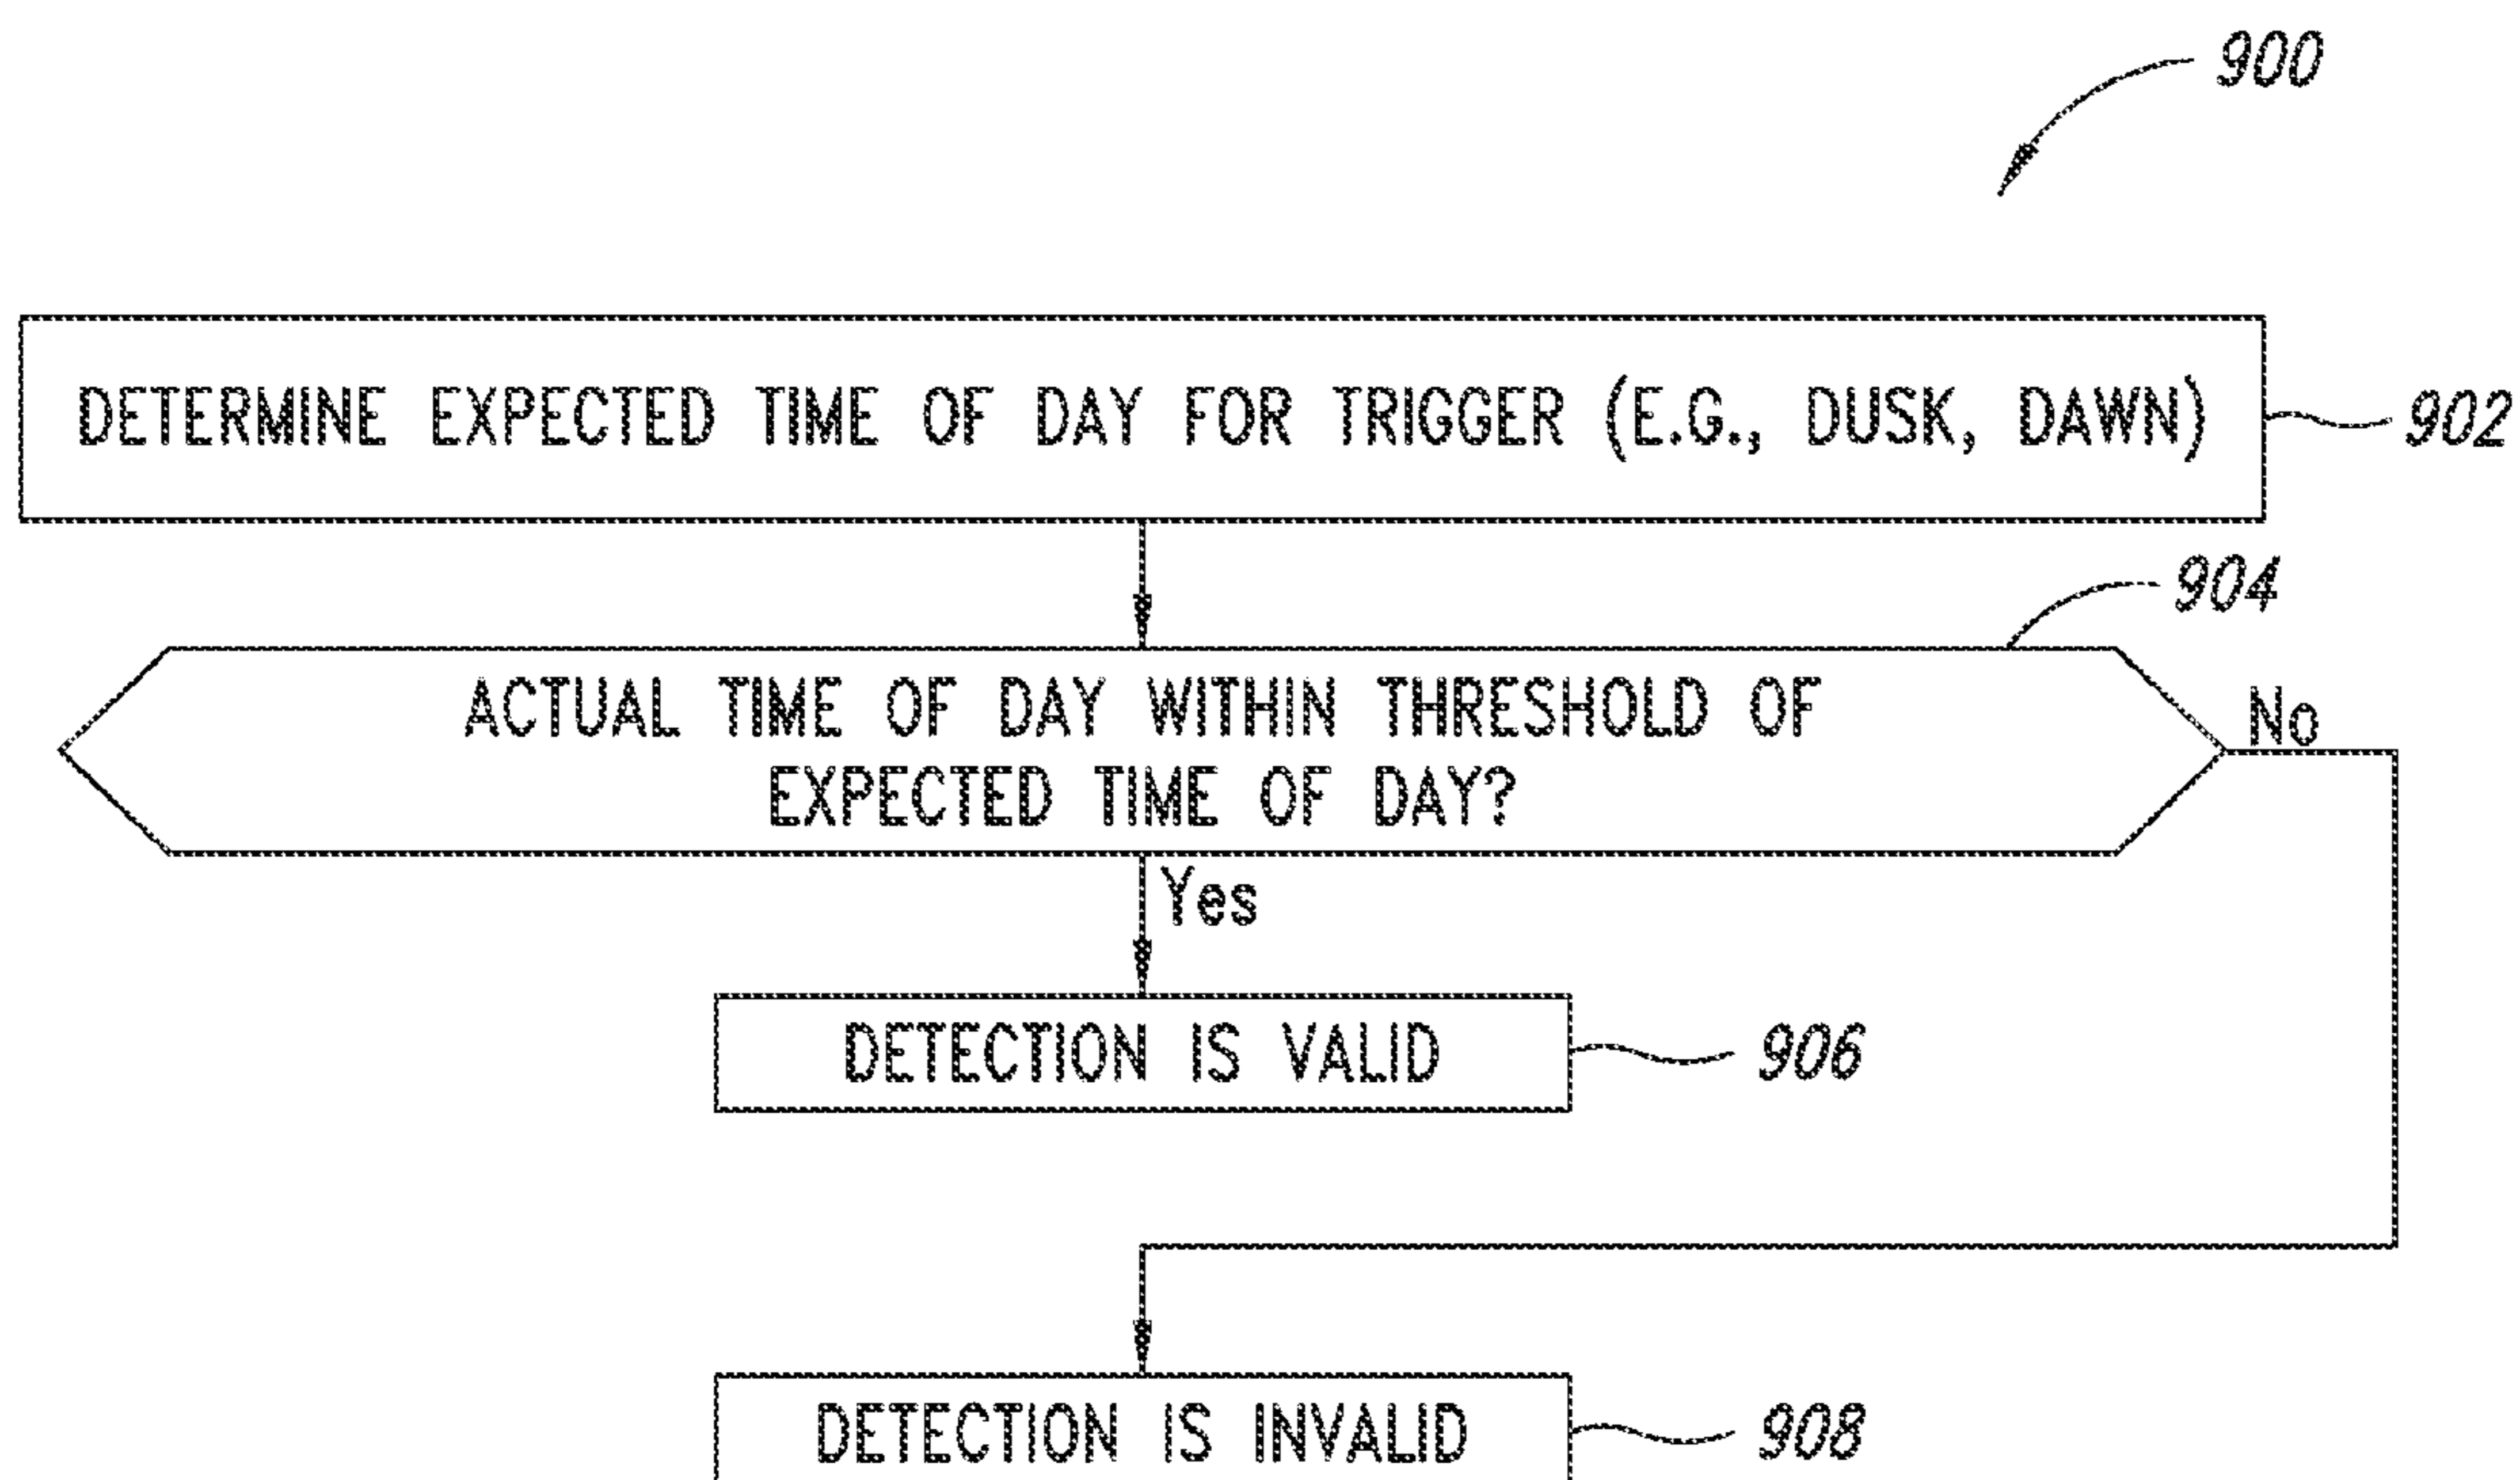 900
DETERMINE EXPECTED TIME OF DAY FOR TRIGGER (E.G., DUSK, DAWN)
902
904
ACTUAL TIME OF DAY WITHIN THRESHOLD OF
EXPECTED TIME OF DAY?
No
Yes
DETECTION IS VALID
906
DETECTION IS INVALID
908